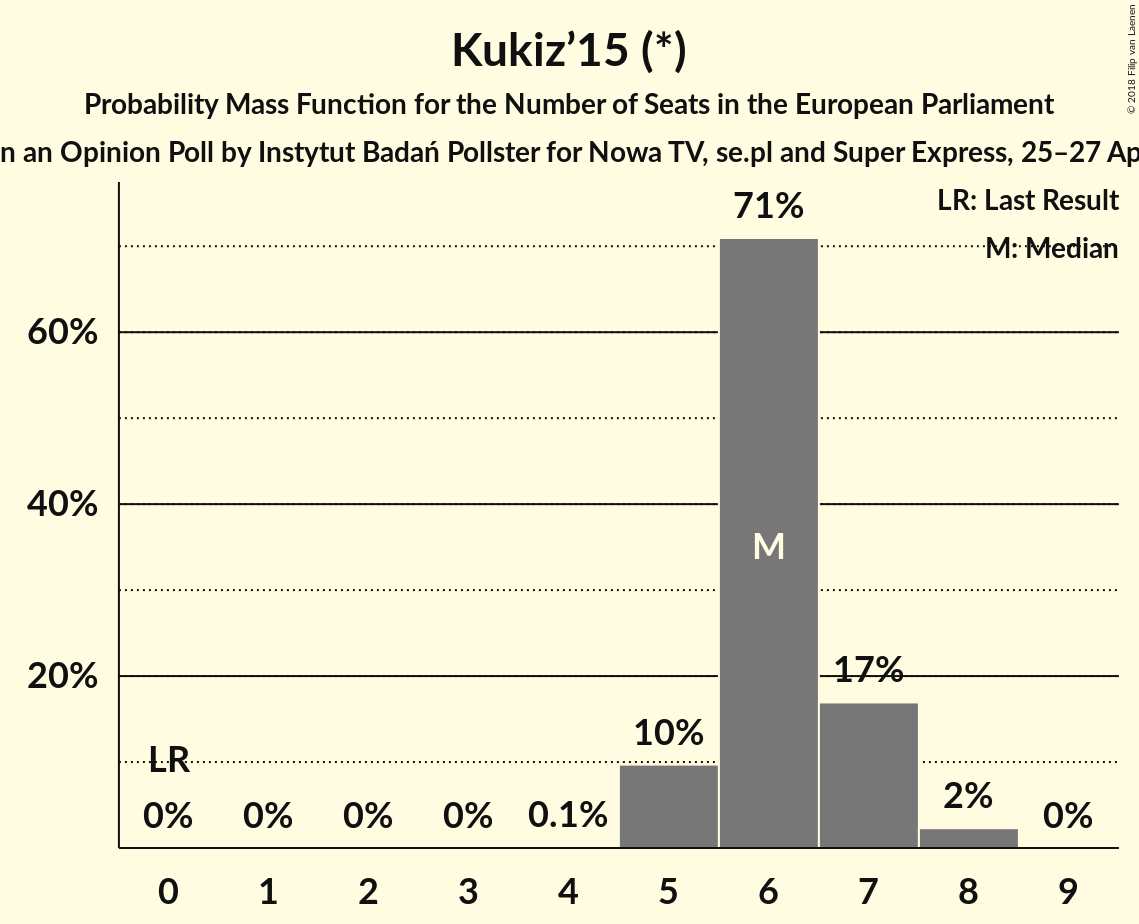 Kukiz’15 (*)
Probability Mass Function for the Number of Seats in the European Parliament
an Opinion Poll by Instytut Badań Pollster for Nowa TV, se.pl and Super Express, 25–27
© 2018 Filip van Laenen
LR: Last Result
M: Median
60%
40%
20%
LR
0%
0%
0%
0%
0.1%
10%
71%
M
17%
2%
0%
0 1 2 3 4 5 6 7 8 9